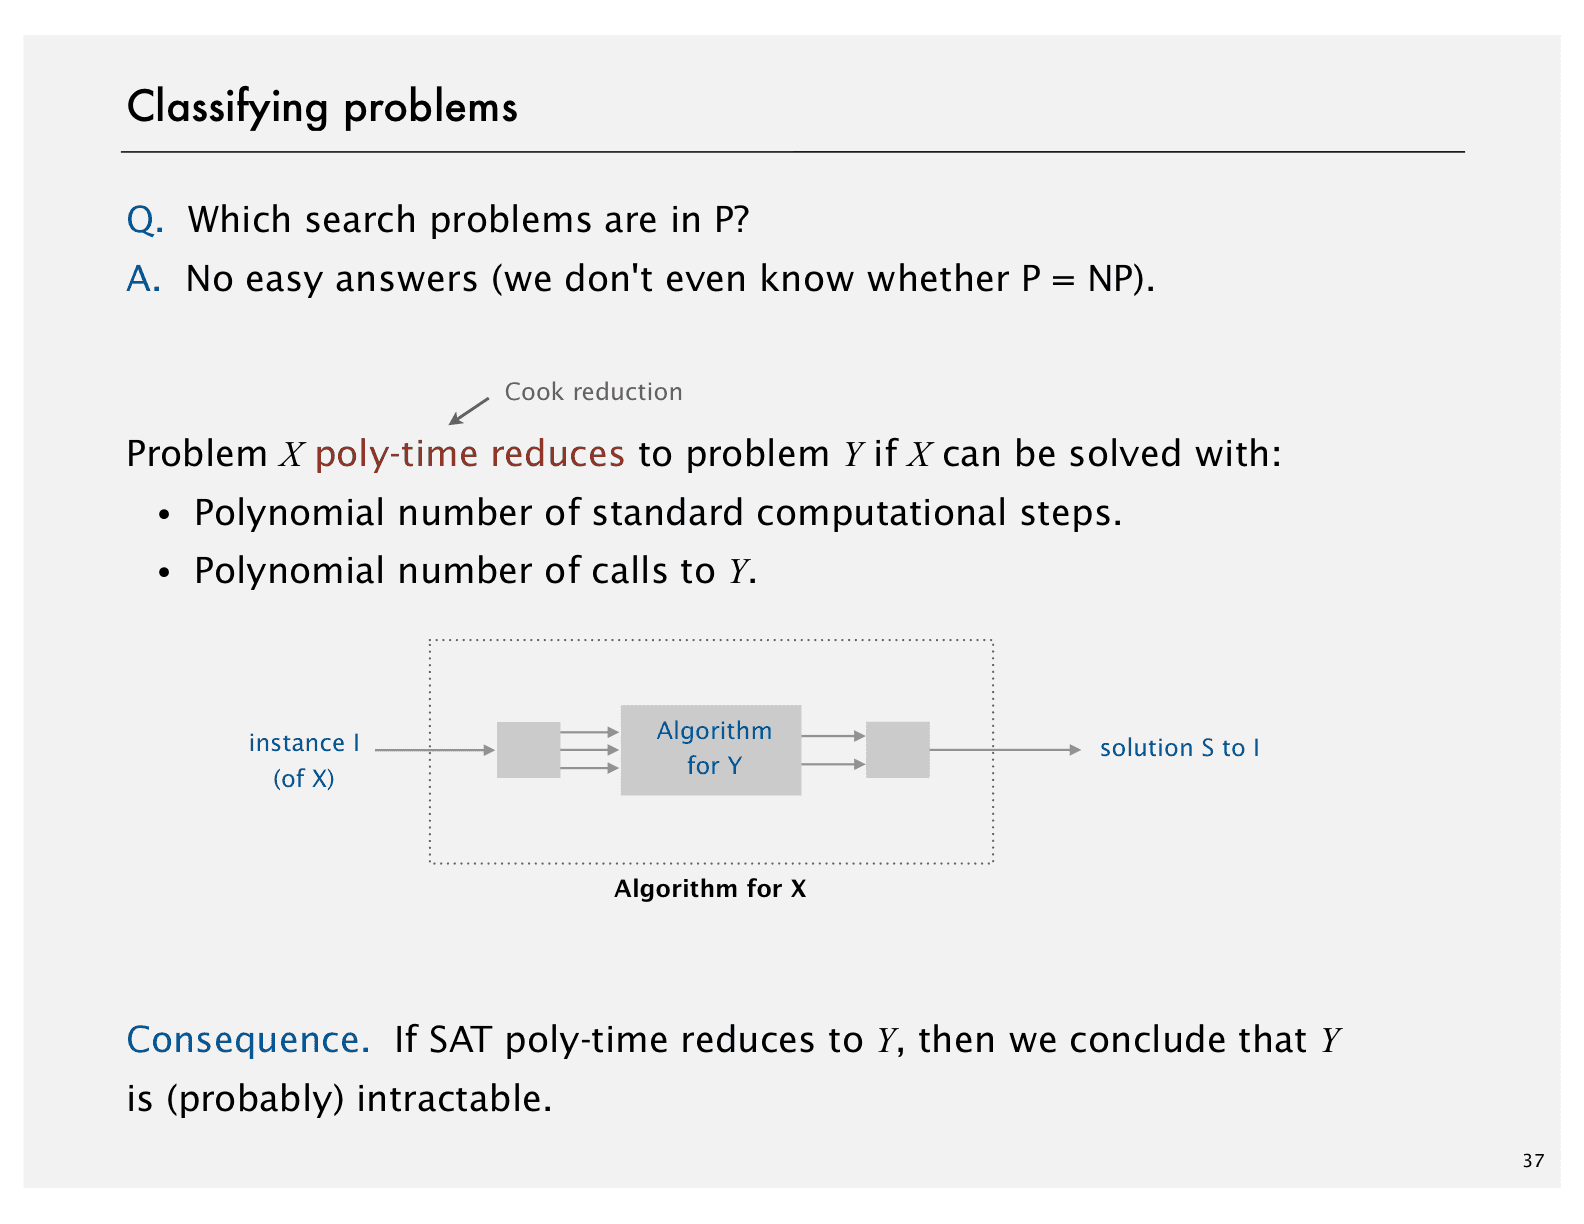 Classifying problems
Q. Which search problems are in P?
A. No easy answers (we don't even know whether P = NP).
Cook reduction
Problem X poly-time reduces to problem Y if X can be solved with:
• Polynomial number of standard computational steps.
• Polynomial number of calls to Y.
instance I
(of X)
Algorithm
for Y
solution S to I
Algorithm for X
Consequence. If SAT poly-time reduces to Y, then we conclude that Y
is (probably) intractable.
37